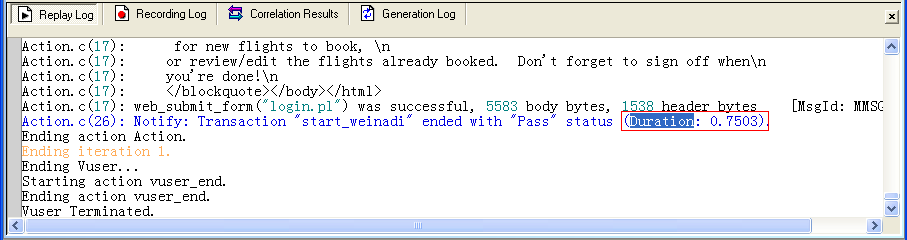 Replay Log Recording Log Correlation Results Generation Log
Action.c(17):     for new flights to book, \n
Action.c(17):     or review/edit the flights already booked.  Don't forget to sign off when\n
Action.c(17):     you're done!\n
Action.c(17):     </blockquote></body></html>
Action.c(17): web_submit_form("login.pl") was successful, 5583 body bytes, 1538 header bytes    [MsgId: MMSG
Action.c(26): Notify: Transaction "start_weinadi" ended with "Pass" status (Duration: 0.7503).
Ending action Action.
Ending iteration 1.
Ending Vuser...
Starting action vuser_end.
Ending action vuser_end.
Vuser Terminated.